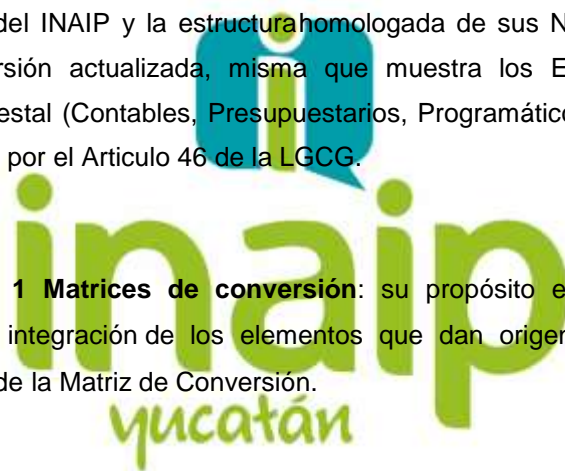 del INAIP y la estructurahomologada de sus N
rsión actualizada, misma que muestra los E
estal (Contables, Presupuestarios, Programático
por el Articulo 46 de la LGCG.
1 Matrices de conversión: su propósito e
integración de los elementos que dan origen
de la Matriz de Conversión.
inaip
yucatán